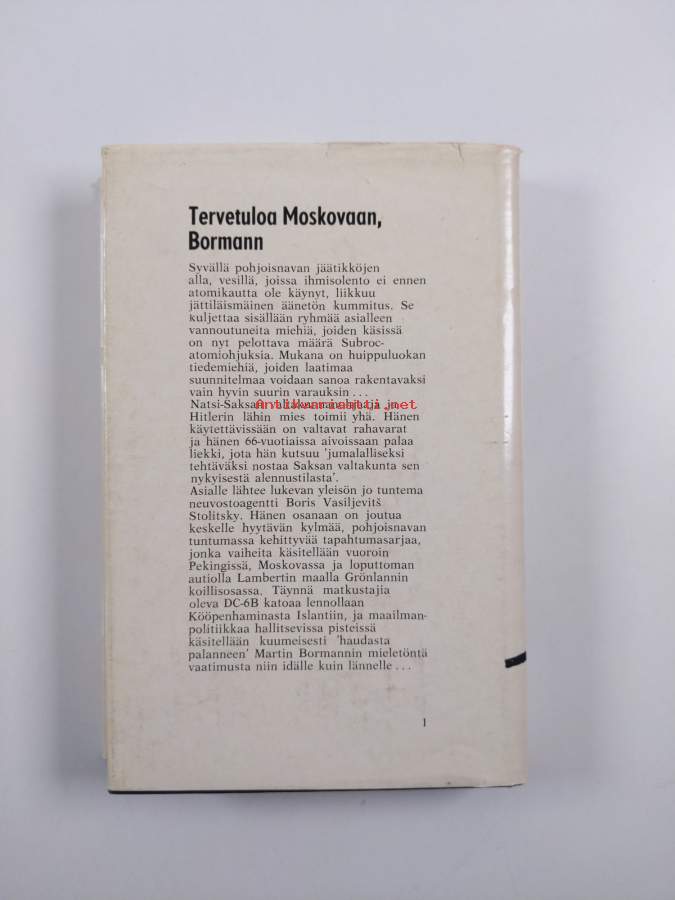 Tervetuloa Moskovaan,
Bormann
Syvällä pohjoisnavan jäätikköjen
alla, vesillä, joissa ihmisolento ei ennen
atomikautta ole käynyt, liikkuu
jättiläismäinen äänetön kummitus. Se
kuljettaa sisällään ryhmää asialleen
vannoutuneita miehiä, joiden käsissä
on nyt pelottava määrä Subroc-
atomiohjuksia. Mukana on huippuluokan
tiedemiehiä, joiden laatimaa
suunnitelmaa voidaan sanoa rakentavaksi
vain hyvin suurin varauksin...
Natsi-Saksan ja
Antikvariaatti.net
Hitlerin lähin mies toimii yhä. Hänen
käytettävissään on valtavat rahavarat
ja hänen 66-vuotiaissa aivoissaan palaa
liekki, jota hän kutsuu 'jumalalliseksi
tehtäväksi nostaa Saksan valtakunta sen
nykyisestä alennustilasta'.
Asialle lähtee lukevan yleisön jo tuntema
neuvostoagentti Boris Vasiljevitš
Stolitsky. Hänen osanaan on joutua
keskelle hyytävän kylmää, pohjoisnavan
tuntumassa kehittyvää tapahtumasarjaa,
jonka vaiheita käsitellään vuoroin
Pekingissä, Moskovassa ja loputtoman
autiolla Lambertin maalla Grönlannin
koillisosassa. Täynnä matkustajia
oleva DC-6B katoaa lennollaan
Kööpenhaminasta Islantiin, ja maailman-
politiikkaa hallitsevissa pisteissä
käsitellään kuumeisesti 'haudasta
palanneen' Martin Bormannin mieletöntä
vaatimusta niin idälle kuin lännelle...
1